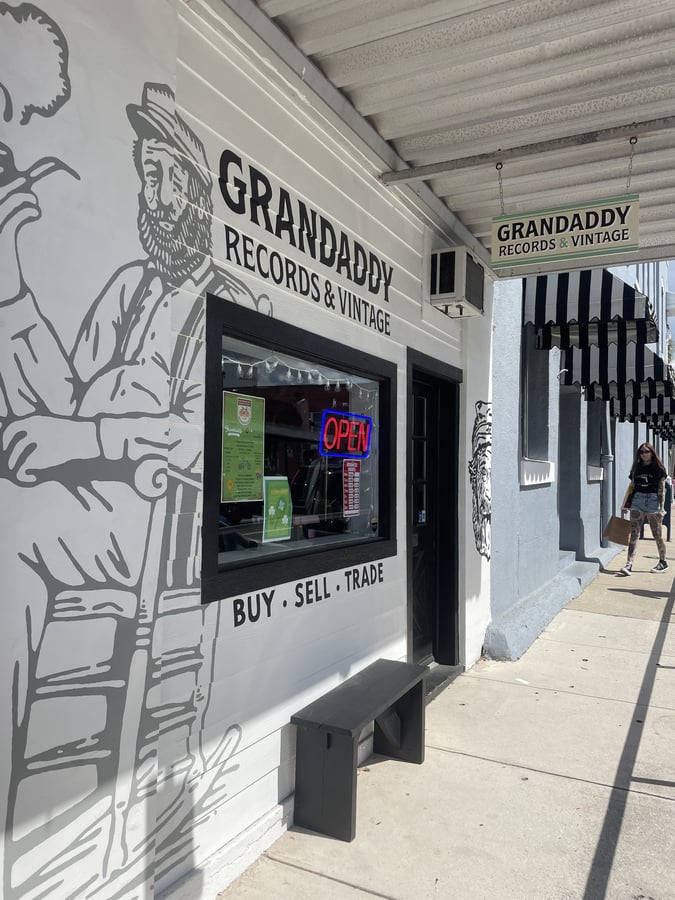 GRANDADDY
RECORDS & VINTAGE
GRANDADDY
RECORDS & VINTAGE
OPEN
BUY · SELL · TRADE